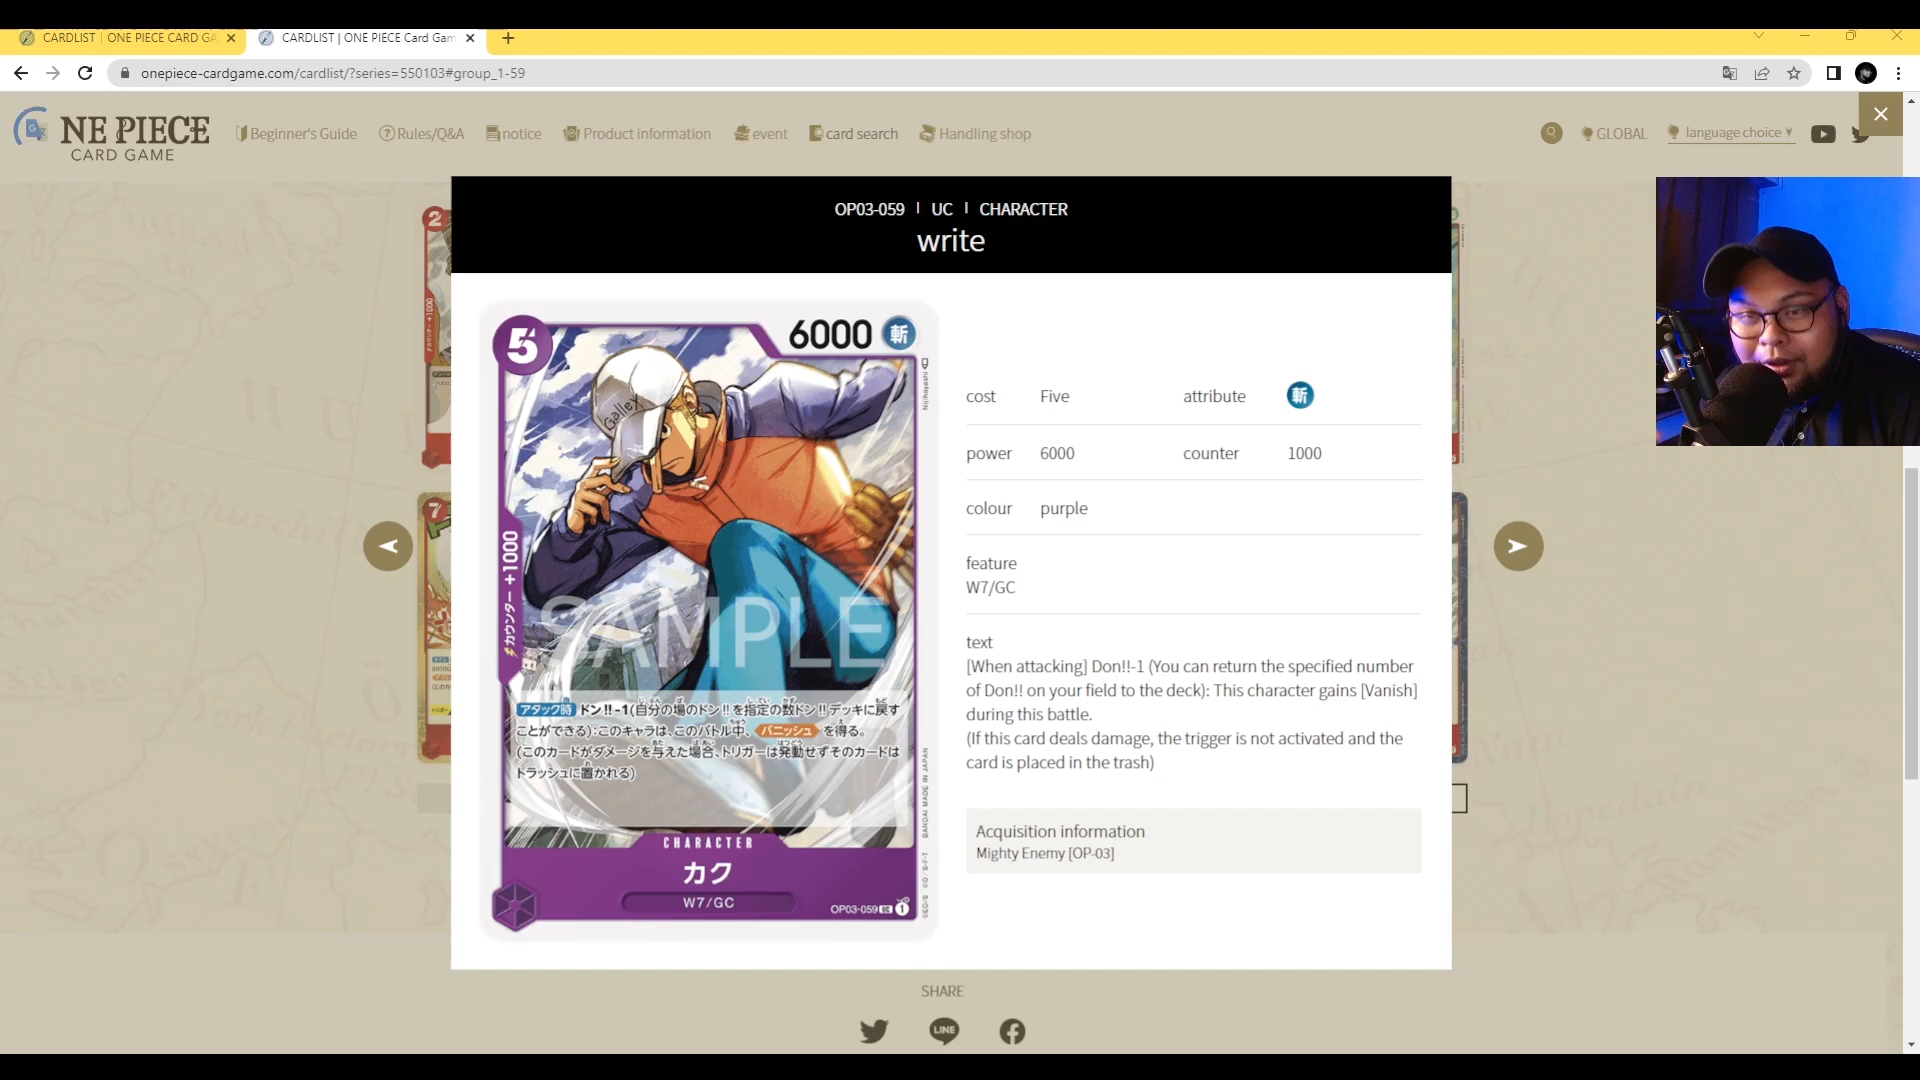 CARDLIST | ONE PIECE CARD GA
CARDLIST | ONE PIECE Card Gam
onepiece-cardgame.com/cardlist/?series=550103#group_1-59
NE PIECE
CARD GAME
Beginner's Guide
Rules/Q&A
notice
Product information
event
card search
Handling shop
GLOBAL
language choice
OP03-059 | UC | CHARACTER
write
2
7
5
6000 斬
GalleY
⚡カウンター +1000
SAMPLE
アタック時 ドン!!-1(自分の場のドン!!を指定の数ドン!!デッキに戻す
ことができる):このキャラは、このバトル中、バニッシュを得る。
(このカードがダメージを与えた場合、トリガーは発動せずそのカードは
トラッシュに置かれる)
CHARACTER
カク
W7/GC
OP03-059 UC 1
BANDAI MADE IN JAPAN
cost Five attribute 斬
power 6000 counter 1000
colour purple
feature
W7/GC
text
[When attacking] Don!!-1 (You can return the specified number
of Don!! on your field to the deck): This character gains [Vanish]
during this battle.
(If this card deals damage, the trigger is not activated and the
card is placed in the trash)
Acquisition information
Mighty Enemy [OP-03]
SHARE
LINE